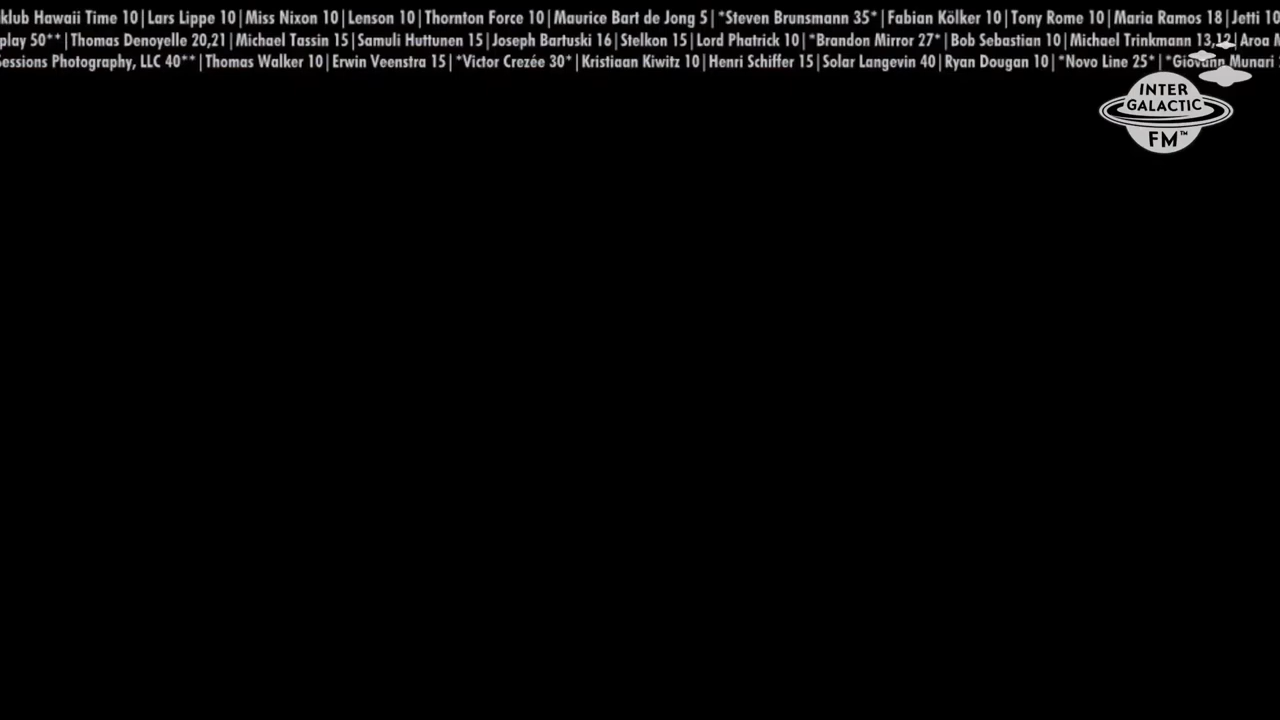 klub Hawaii Time 10|Lars Lippe 10|Miss Nixon 10|Lenson 10|Thornton Force 10|Maurice Bart de Jong 5|*Steven Brunsmann 35*|Fabian Kölker 10|Tony Rome 10|Maria Ramos 18|Jetti 10
play 50**|Thomas Denoyelle 20,21|Michael Tassin 15|Samuli Huttunen 15|Joseph Bartuski 16|Stelkon 15|Lord Phatrick 10|*Brandon Mirror 27*|Bob Sebastian 10|Michael Trinkmann 13,12|Aroa M
Sessions Photography, LLC 40**|Thomas Walker 10|Erwin Veenstra 15|*Victor Crezée 30*|Kristiaan Kiwitz 10|Henri Schiffer 15|Solar Langevin 40|Ryan Dougan 10|*Novo Line 25*|*Giovann Munari
INTER
GALACTIC
FM™